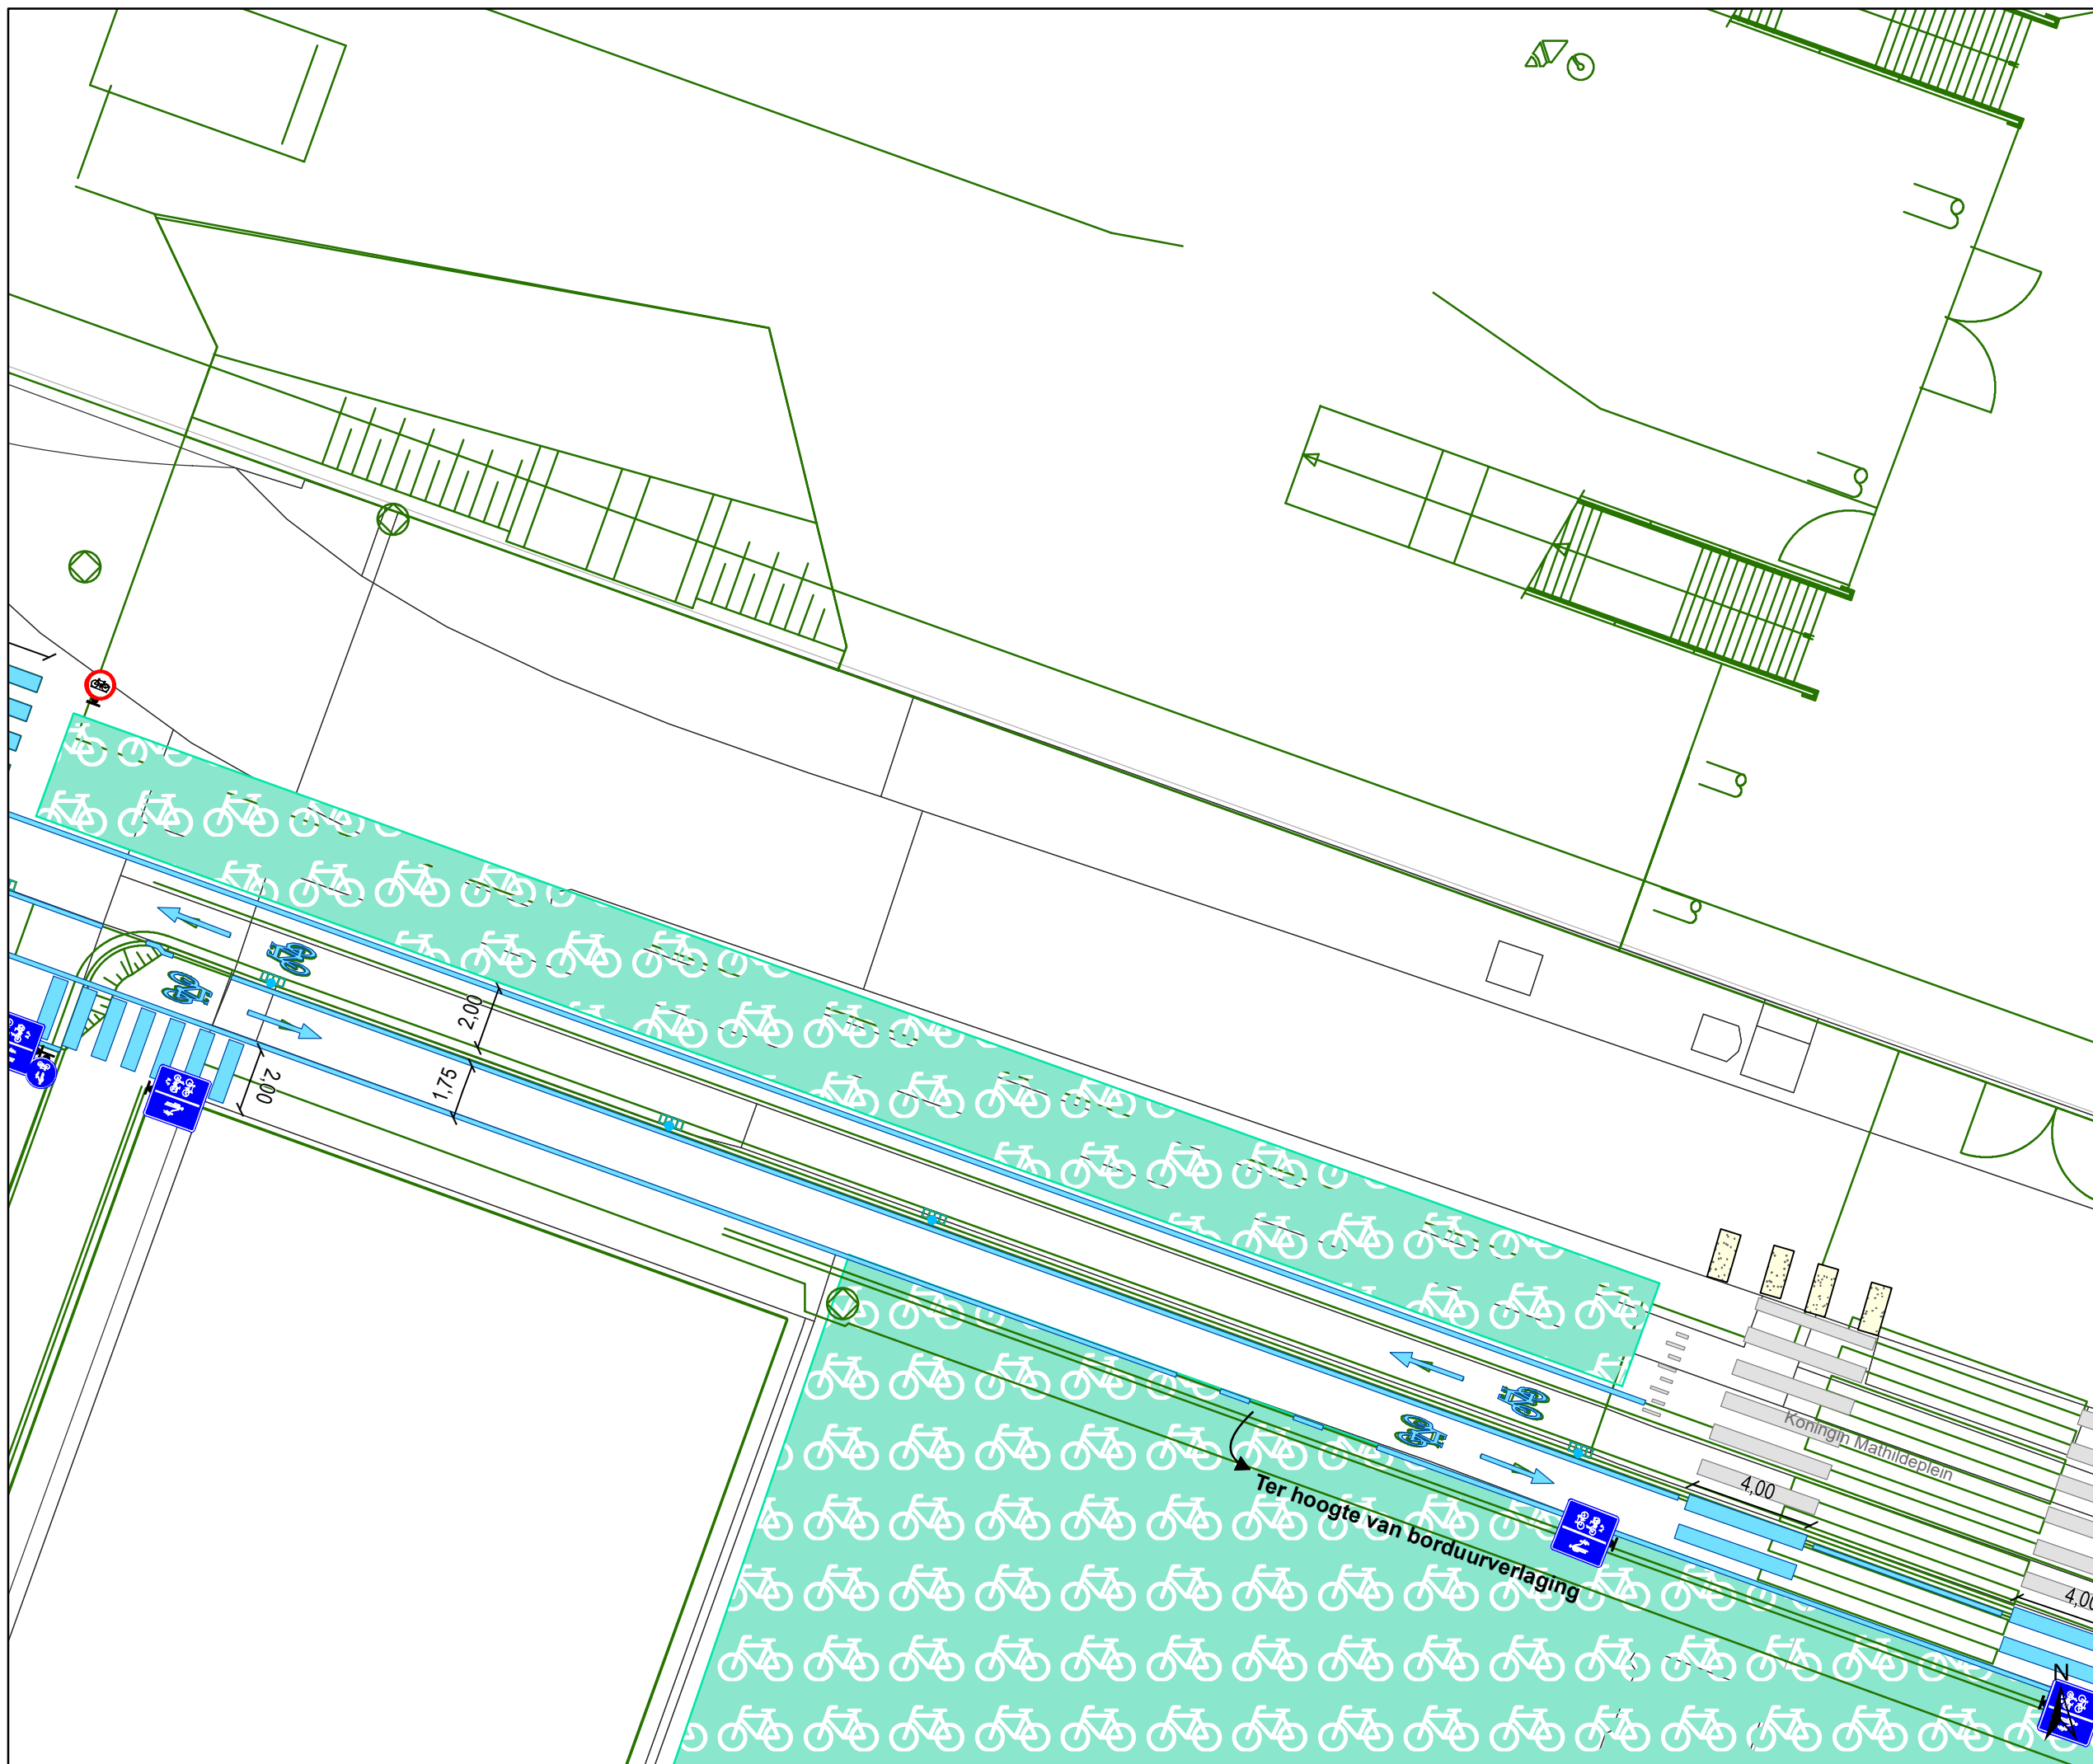 2,00
1,75
2,00
Koningin Mathildeplein
4,00
Ter hoogte van borduurverlaging
4,00
N